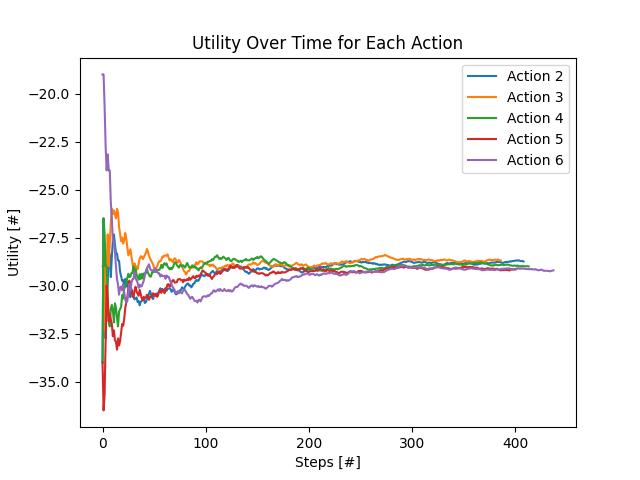 Utility Over Time for Each Action
Action 2
Action 3
Action 4
Action 5
Action 6
Utility [#]
−20.0
−22.5
−25.0
−27.5
−30.0
−32.5
−35.0
0 100 200 300 400
Steps [#]